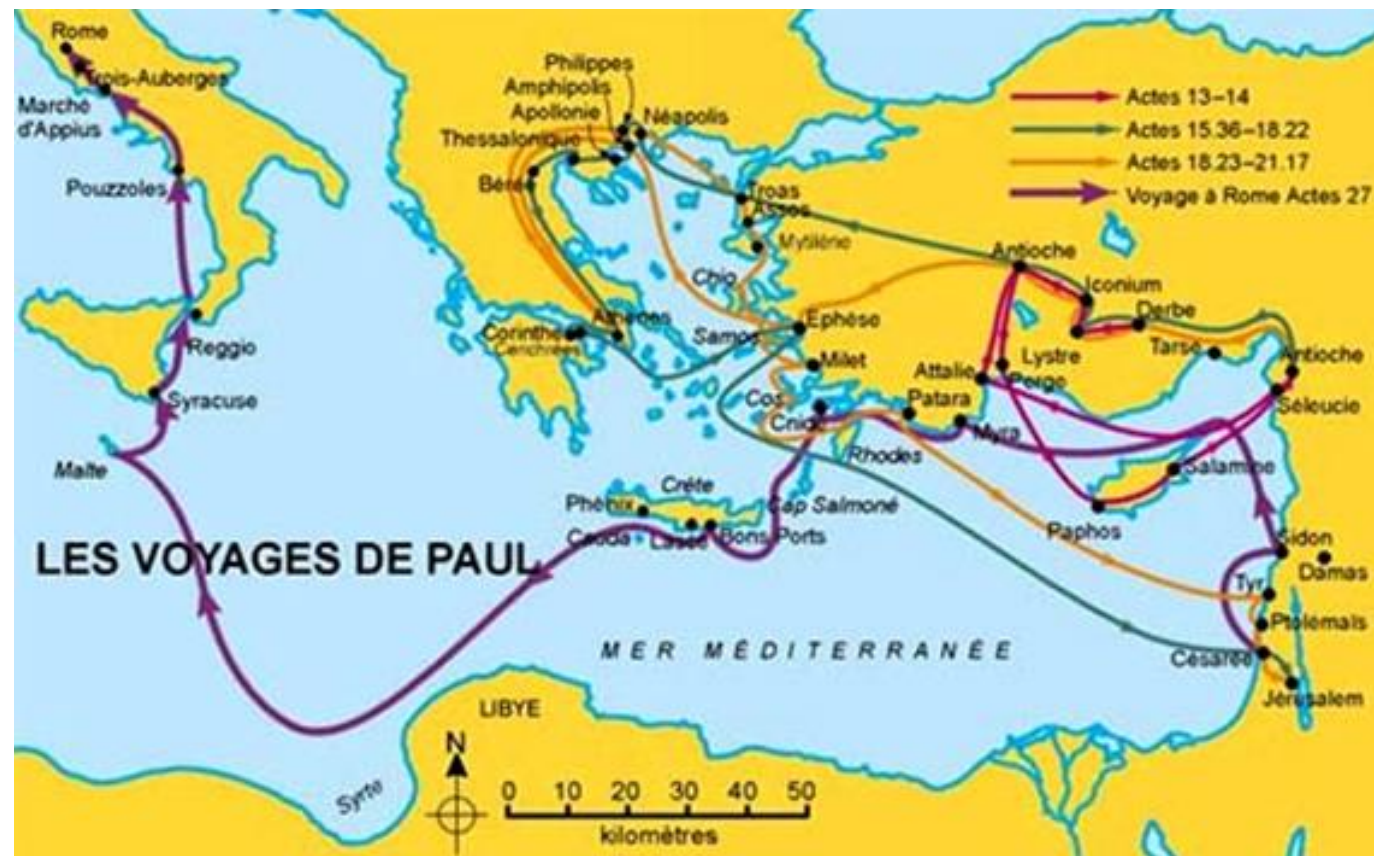 Rome
Trois-Auberges
Marché
d'Appius
Pouzzoles
Reggio
Syracuse
Malte
Philippes
Amphipolis
Apollonie
Néapolis
Thessalonique
Bérée
Troas
Assos
Mytilène
Chio
Athènes
Corinthe
Cenchrées
Samos
Ephèse
Milet
Cos
Cnide
Patara
Rhodes
Myra
Attalie
Perge
Antioche
Iconium
Lystre
Derbe
Tarse
Antioche
Séleucie
Salamine
Paphos
Crète
Phénix
Cap Salmoné
Cauda
Lasée
Bons Ports
Sidon
Damas
Tyr
Ptolémaïs
Césarée
Jérusalem
Actes 13–14
Actes 15.36–18.22
Actes 18.23–21.17
Voyage à Rome Actes 27
LES VOYAGES DE PAUL
MER MÉDITERRANÉE
LIBYE
Syrte
N
0 10 20 30 40 50
kilomètres